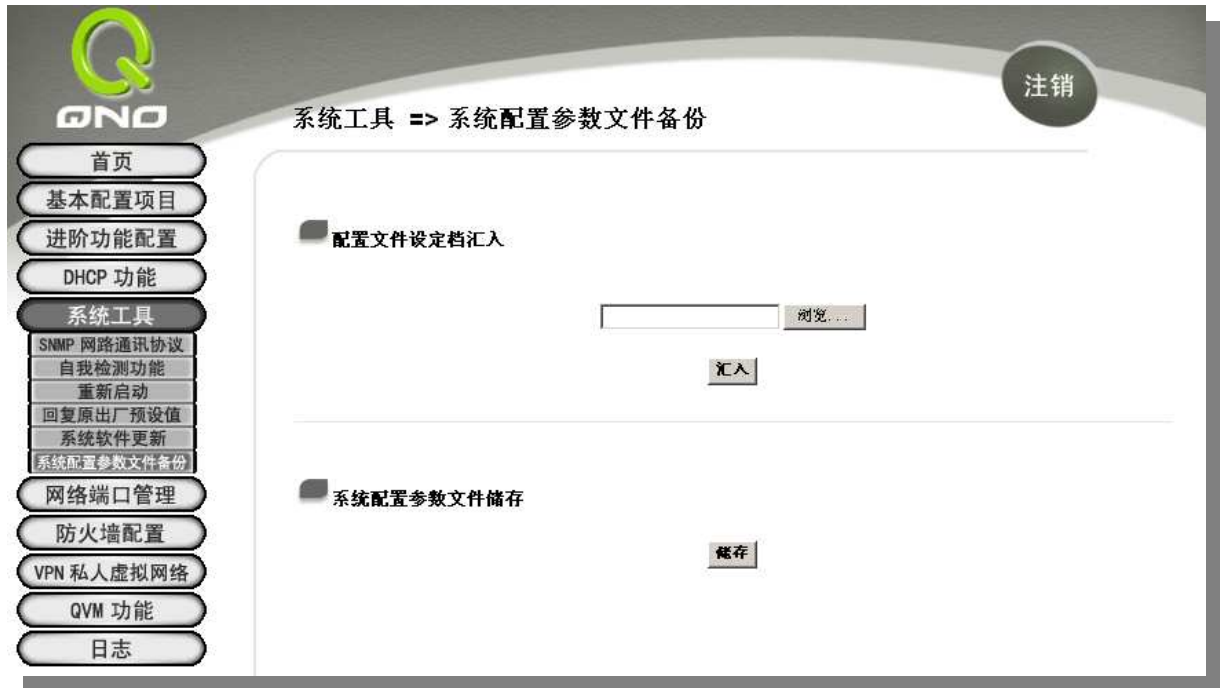 QNO
注销
系统工具 => 系统配置参数文件备份
首页
基本配置项目
进阶功能配置
DHCP 功能
系统工具
SNMP 网路通讯协议
自我检测功能
重新启动
回复原出厂预设值
系统软件更新
系统配置参数文件备份
网络端口管理
防火墙配置
VPN 私人虚拟网络
QVM 功能
日志
配置文件设定档汇入
浏览...
汇入
系统配置参数文件储存
储存